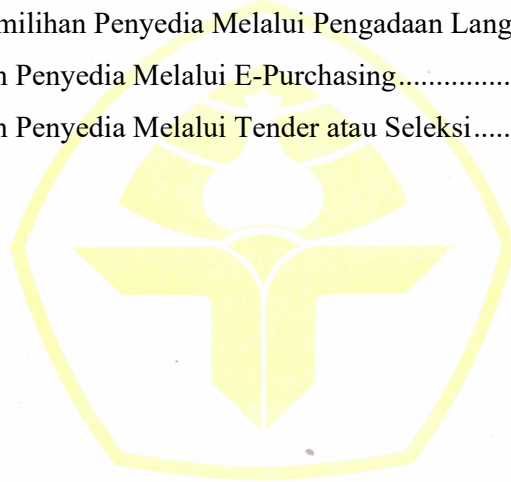 milihan Penyedia Melalui Pengadaan Lang
n Penyedia Melalui E-Purchasing...............
n Penyedia Melalui Tender atau Seleksi.....